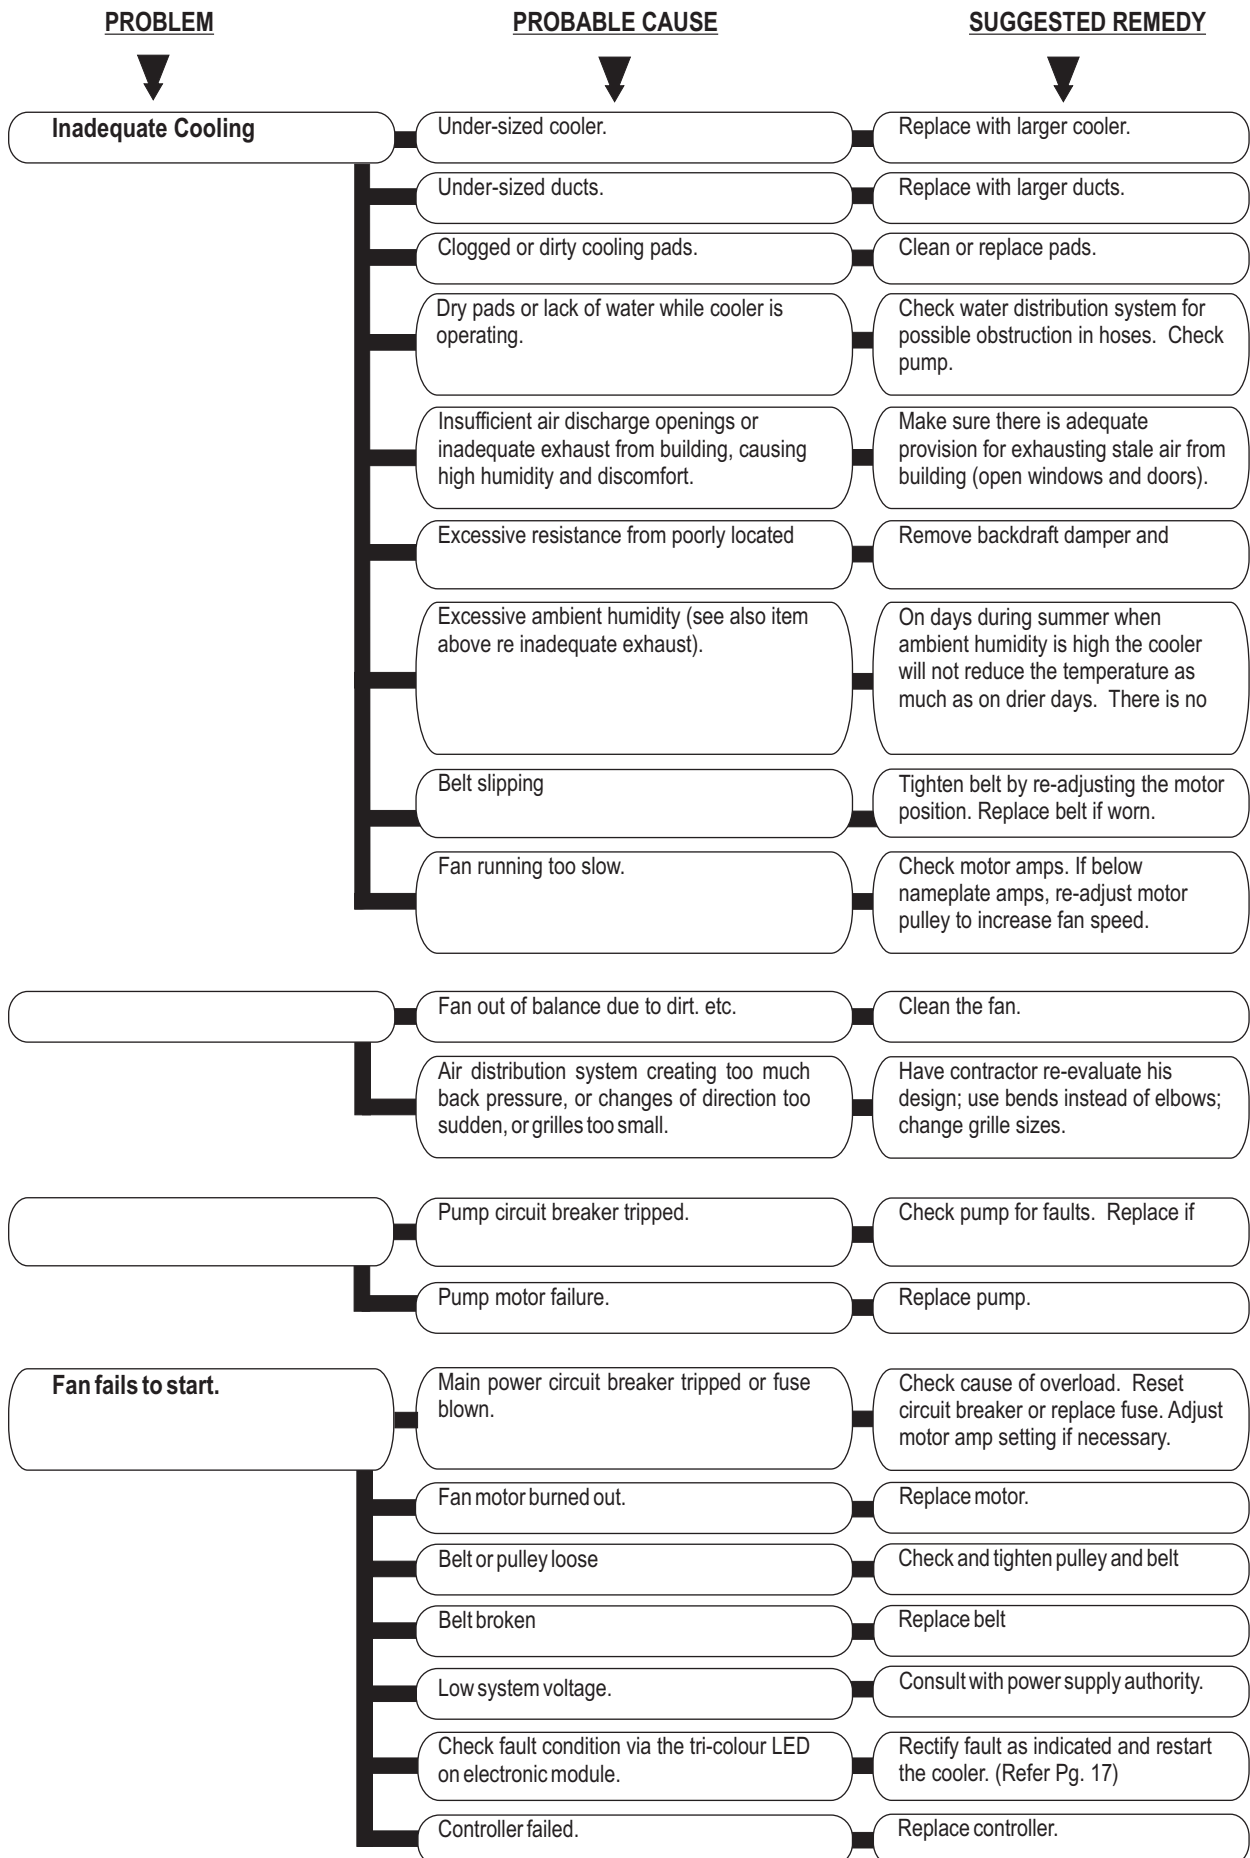 PROBLEM PROBABLE CAUSE SUGGESTED REMEDY
Inadequate Cooling
Under-sized cooler.
Replace with larger cooler.
Under-sized ducts.
Replace with larger ducts.
Clogged or dirty cooling pads.
Clean or replace pads.
Dry pads or lack of water while cooler is
operating.
Check water distribution system for
possible obstruction in hoses. Check
pump.
Insufficient air discharge openings or
inadequate exhaust from building, causing
high humidity and discomfort.
Make sure there is adequate
provision for exhausting stale air from
building (open windows and doors).
Excessive resistance from poorly located
Remove backdraft damper and
Excessive ambient humidity (see also item
above re inadequate exhaust).
On days during summer when
ambient humidity is high the cooler
will not reduce the temperature as
much as on drier days. There is no
Belt slipping
Tighten belt by re-adjusting the motor
position. Replace belt if worn.
Fan running too slow.
Check motor amps. If below
nameplate amps, re-adjust motor
pulley to increase fan speed.
Fan out of balance due to dirt. etc.
Clean the fan.
Air distribution system creating too much
back pressure, or changes of direction too
sudden, or grilles too small.
Have contractor re-evaluate his
design; use bends instead of elbows;
change grille sizes.
Pump circuit breaker tripped.
Check pump for faults. Replace if
Pump motor failure.
Replace pump.
Fan fails to start.
Main power circuit breaker tripped or fuse
blown.
Check cause of overload. Reset
circuit breaker or replace fuse. Adjust
motor amp setting if necessary.
Fan motor burned out.
Replace motor.
Belt or pulley loose
Check and tighten pulley and belt
Belt broken
Replace belt
Low system voltage.
Consult with power supply authority.
Check fault condition via the tri-colour LED
on electronic module.
Rectify fault as indicated and restart
the cooler. (Refer Pg. 17)
Controller failed.
Replace controller.